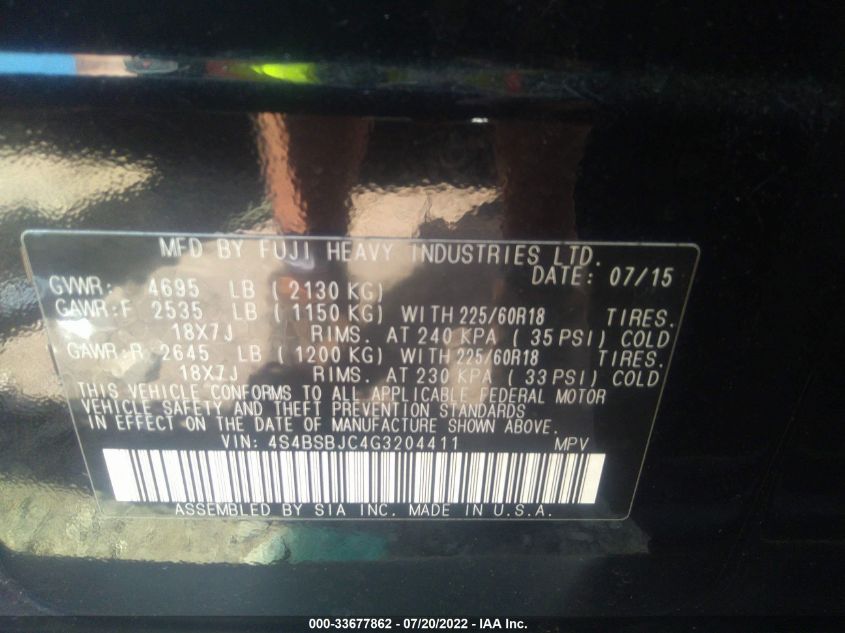 MFD BY FUJI HEAVY INDUSTRIES LTD.
DATE: 07/15
GVWR: 4695 LB ( 2130 KG)
GAWR:F 2535 LB ( 1150 KG) WITH 225/60R18 TIRES.
18X7J RIMS. AT 240 KPA ( 35 PSI) COLD
GAWR:R 2645 LB ( 1200 KG) WITH 225/60R18 TIRES.
18X7J RIMS. AT 230 KPA ( 33 PSI) COLD
THIS VEHICLE CONFORMS TO ALL APPLICABLE FEDERAL MOTOR
VEHICLE SAFETY AND THEFT PREVENTION STANDARDS
IN EFFECT ON THE DATE OF MANUFACTURE SHOWN ABOVE.
VIN: 4S4BSBJC4G3204411 MPV
ASSEMBLED BY SIA INC. MADE IN U.S.A.
000-33677862 - 07/20/2022 - IAA Inc.